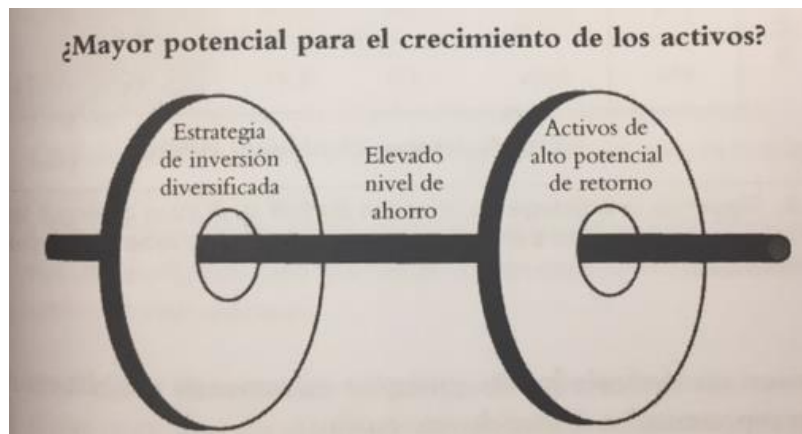 ¿Mayor potencial para el crecimiento de los activos?
Estrategia
de inversión
diversificada
Elevado
nivel de
ahorro
Activos de
alto potencial
de retorno